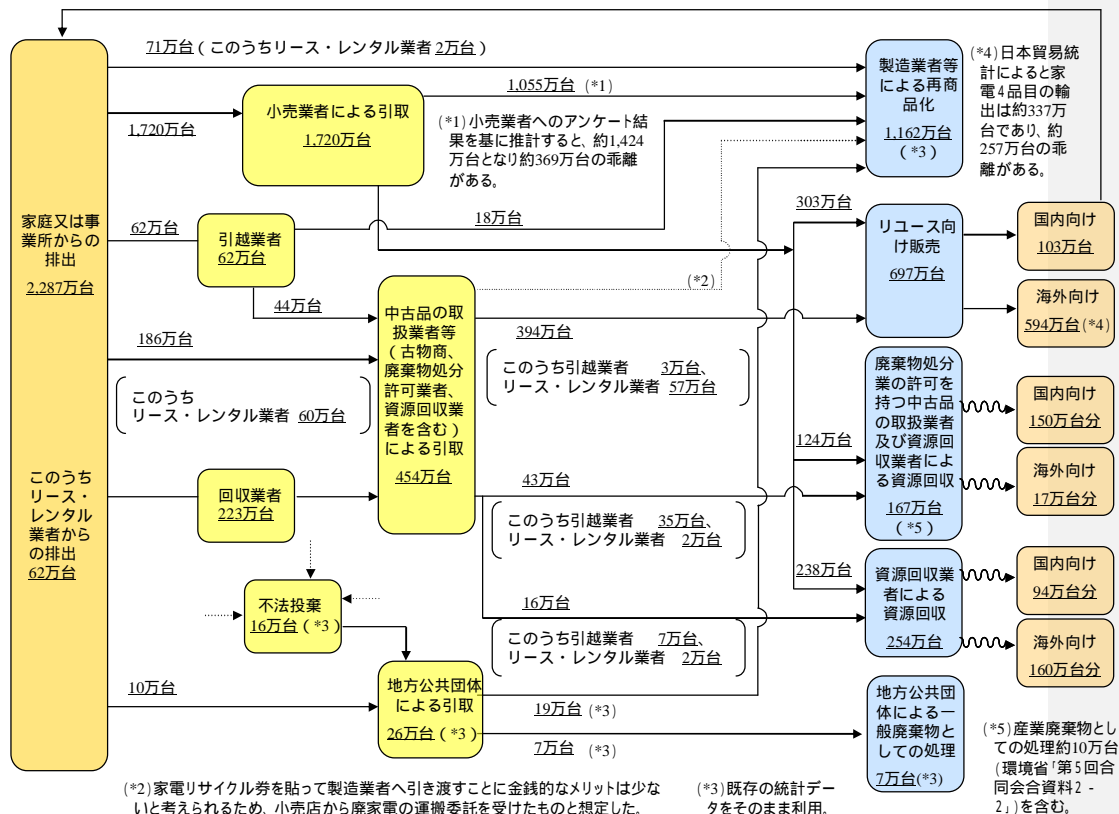 家庭又は事
業所からの
排出
2,287万台
このうち
リース・
レンタル
業者から
の排出
62万台
71万台(このうちリース・レンタル業者 2万台)
1,720万台
小売業者による引取
1,720万台
1,055万台 (*1)
(*1)小売業者へのアンケート結
果を基に推計すると、約1,424
万台となり約369万台の乖離
がある。
62万台
引越業者
62万台
18万台
44万台
186万台
このうち
リース・レンタル業者 60万台
中古品の取
扱業者等
(古物商、
廃棄物処分
許可業者、
資源回収業
者を含む)
による引取
454万台
(*2)
394万台
このうち引越業者 3万台、
リース・レンタル業者 57万台
回収業者
223万台
43万台
このうち引越業者 35万台、
リース・レンタル業者 2万台
不法投棄
16万台(*3)
16万台
このうち引越業者 7万台、
リース・レンタル業者 2万台
10万台
地方公共団体
による引取
26万台(*3)
19万台 (*3)
7万台 (*3)
製造業者等
による再商
品化
1,162万台
(*3)
(*4)日本貿易統
計によると家
電4品目の輸
出は約337万
台であり、約
257万台の乖
離がある。
303万台
リユース向
け販売
697万台
国内向け
103万台
海外向け
594万台(*4)
124万台
廃棄物処分
業の許可を
持つ中古品
の取扱業者
及び資源回
収業者によ
る資源回収
167万台
(*5)
国内向け
150万台分
海外向け
17万台分
238万台
資源回収業
者による
資源回収
254万台
国内向け
94万台分
海外向け
160万台分
地方公共団
体による一
般廃棄物と
しての処理
7万台(*3)
(*5)産業廃棄物とし
ての処理約10万台
(環境省「第5回合
同会合資料2-
2」)を含む。
(*2)家電リサイクル券を貼って製造業者へ引き渡すことに金銭的なメリットは少な
いと考えられるため、小売店から廃家電の運搬委託を受けたものと想定した。
(*3)既存の統計デー
タをそのまま利用。